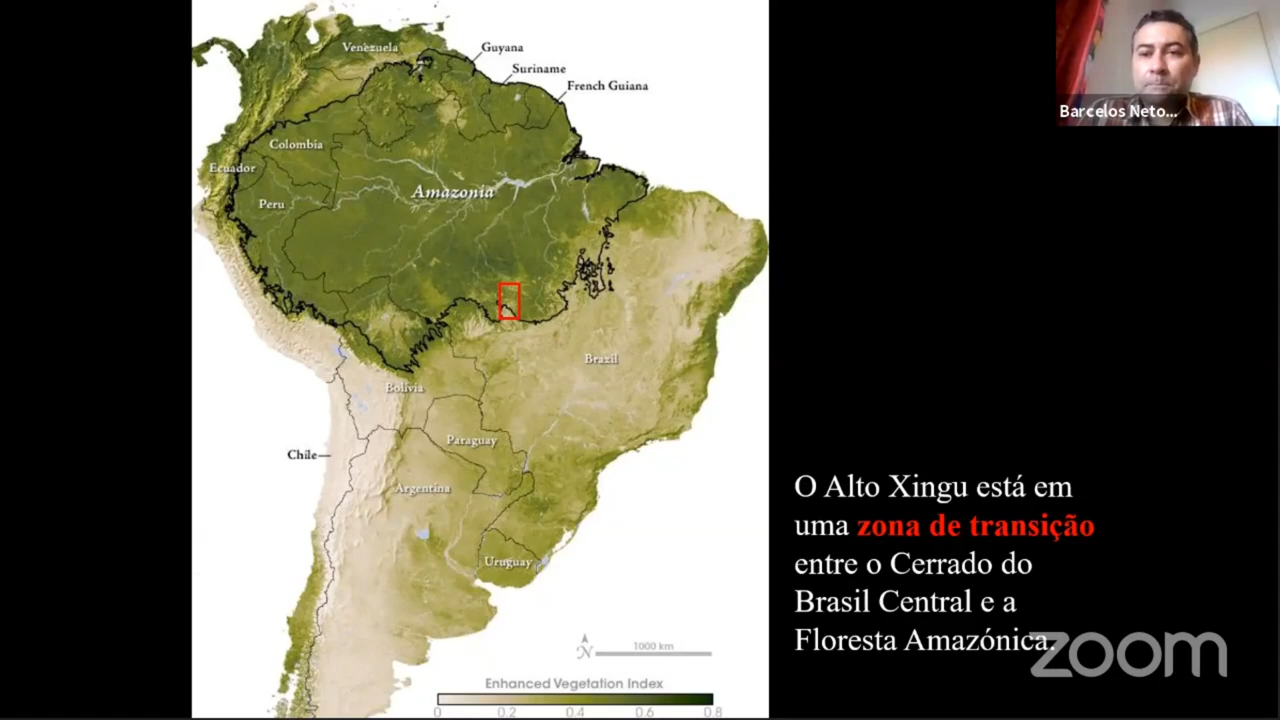 Venezuela
Guyana
Suriname
French Guiana
Barcelos Neto...
Colombia
Ecuador
Amazonia
Peru
Brazil
Bolivia
Paraguay
Chile
Argentina
O Alto Xingu está em
uma zona de transição
entre o Cerrado do
Brasil Central e a
Floresta Amazónica.
Uruguay
N
1000 km
zoom
Enhanced Vegetation Index
0 0.2 0.4 0.6 0.8